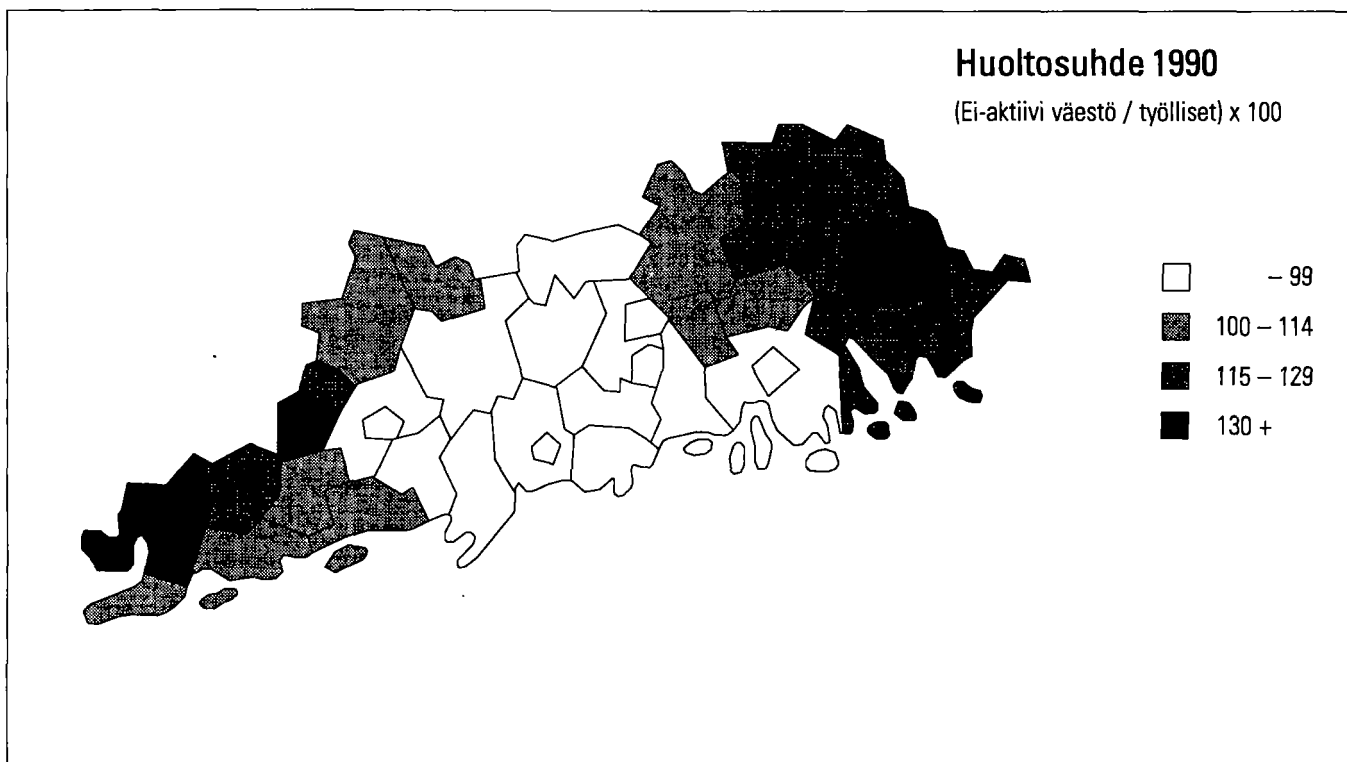 Huoltosuhde 1990
(Ei-aktiivi väestö / työlliset) x 100
– 99
100 – 114
115 – 129
130 +